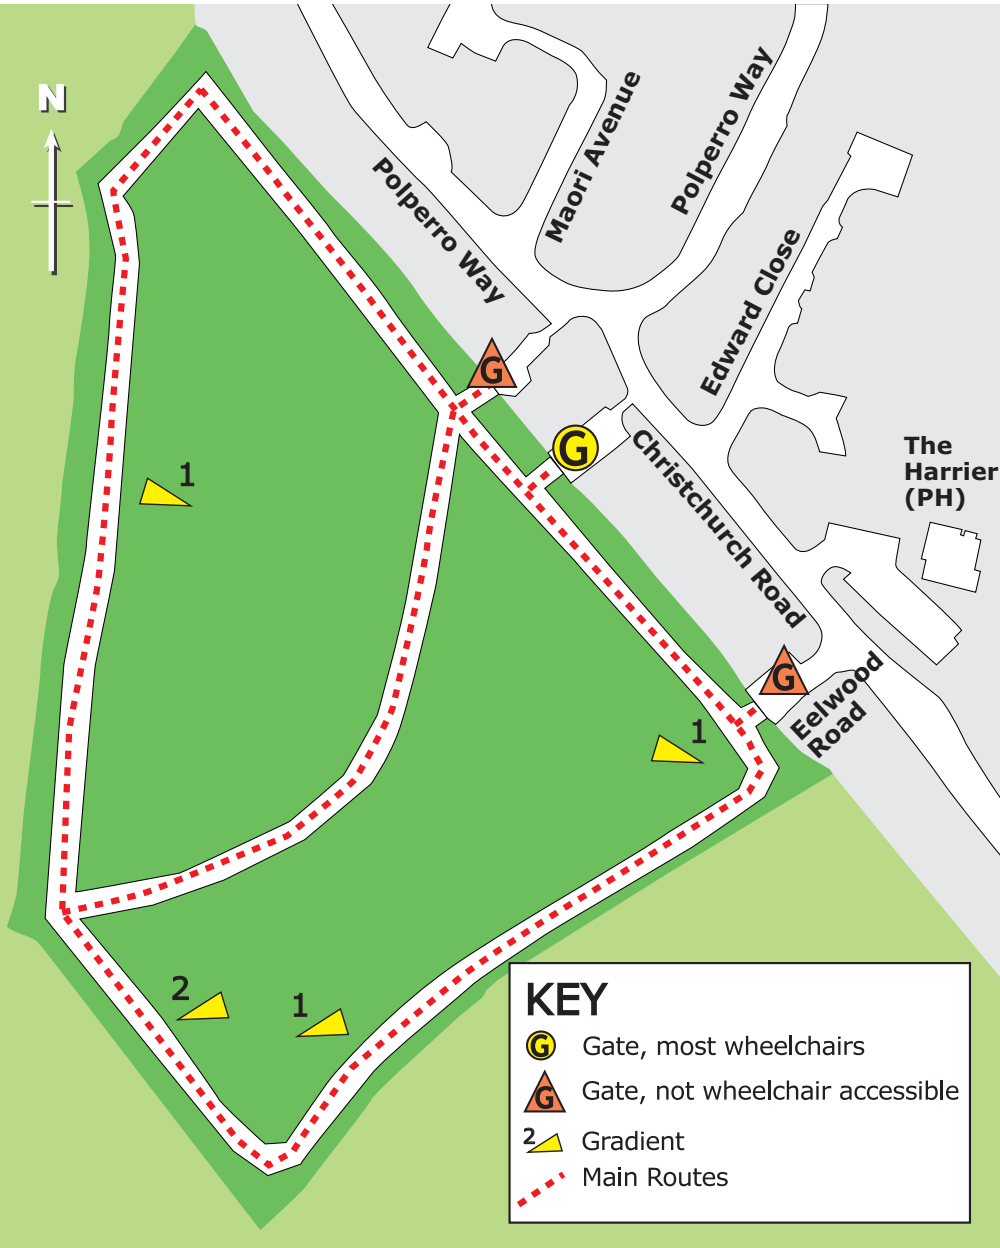 N
Polperro Way
Maori Avenue
Polperro Way
Edward Close
G
G
Christchurch Road
The
Harrier
(PH)
1
G
Eelwood
Road
1
2
1
KEY
G Gate, most wheelchairs
G Gate, not wheelchair accessible
2 Gradient
Main Routes